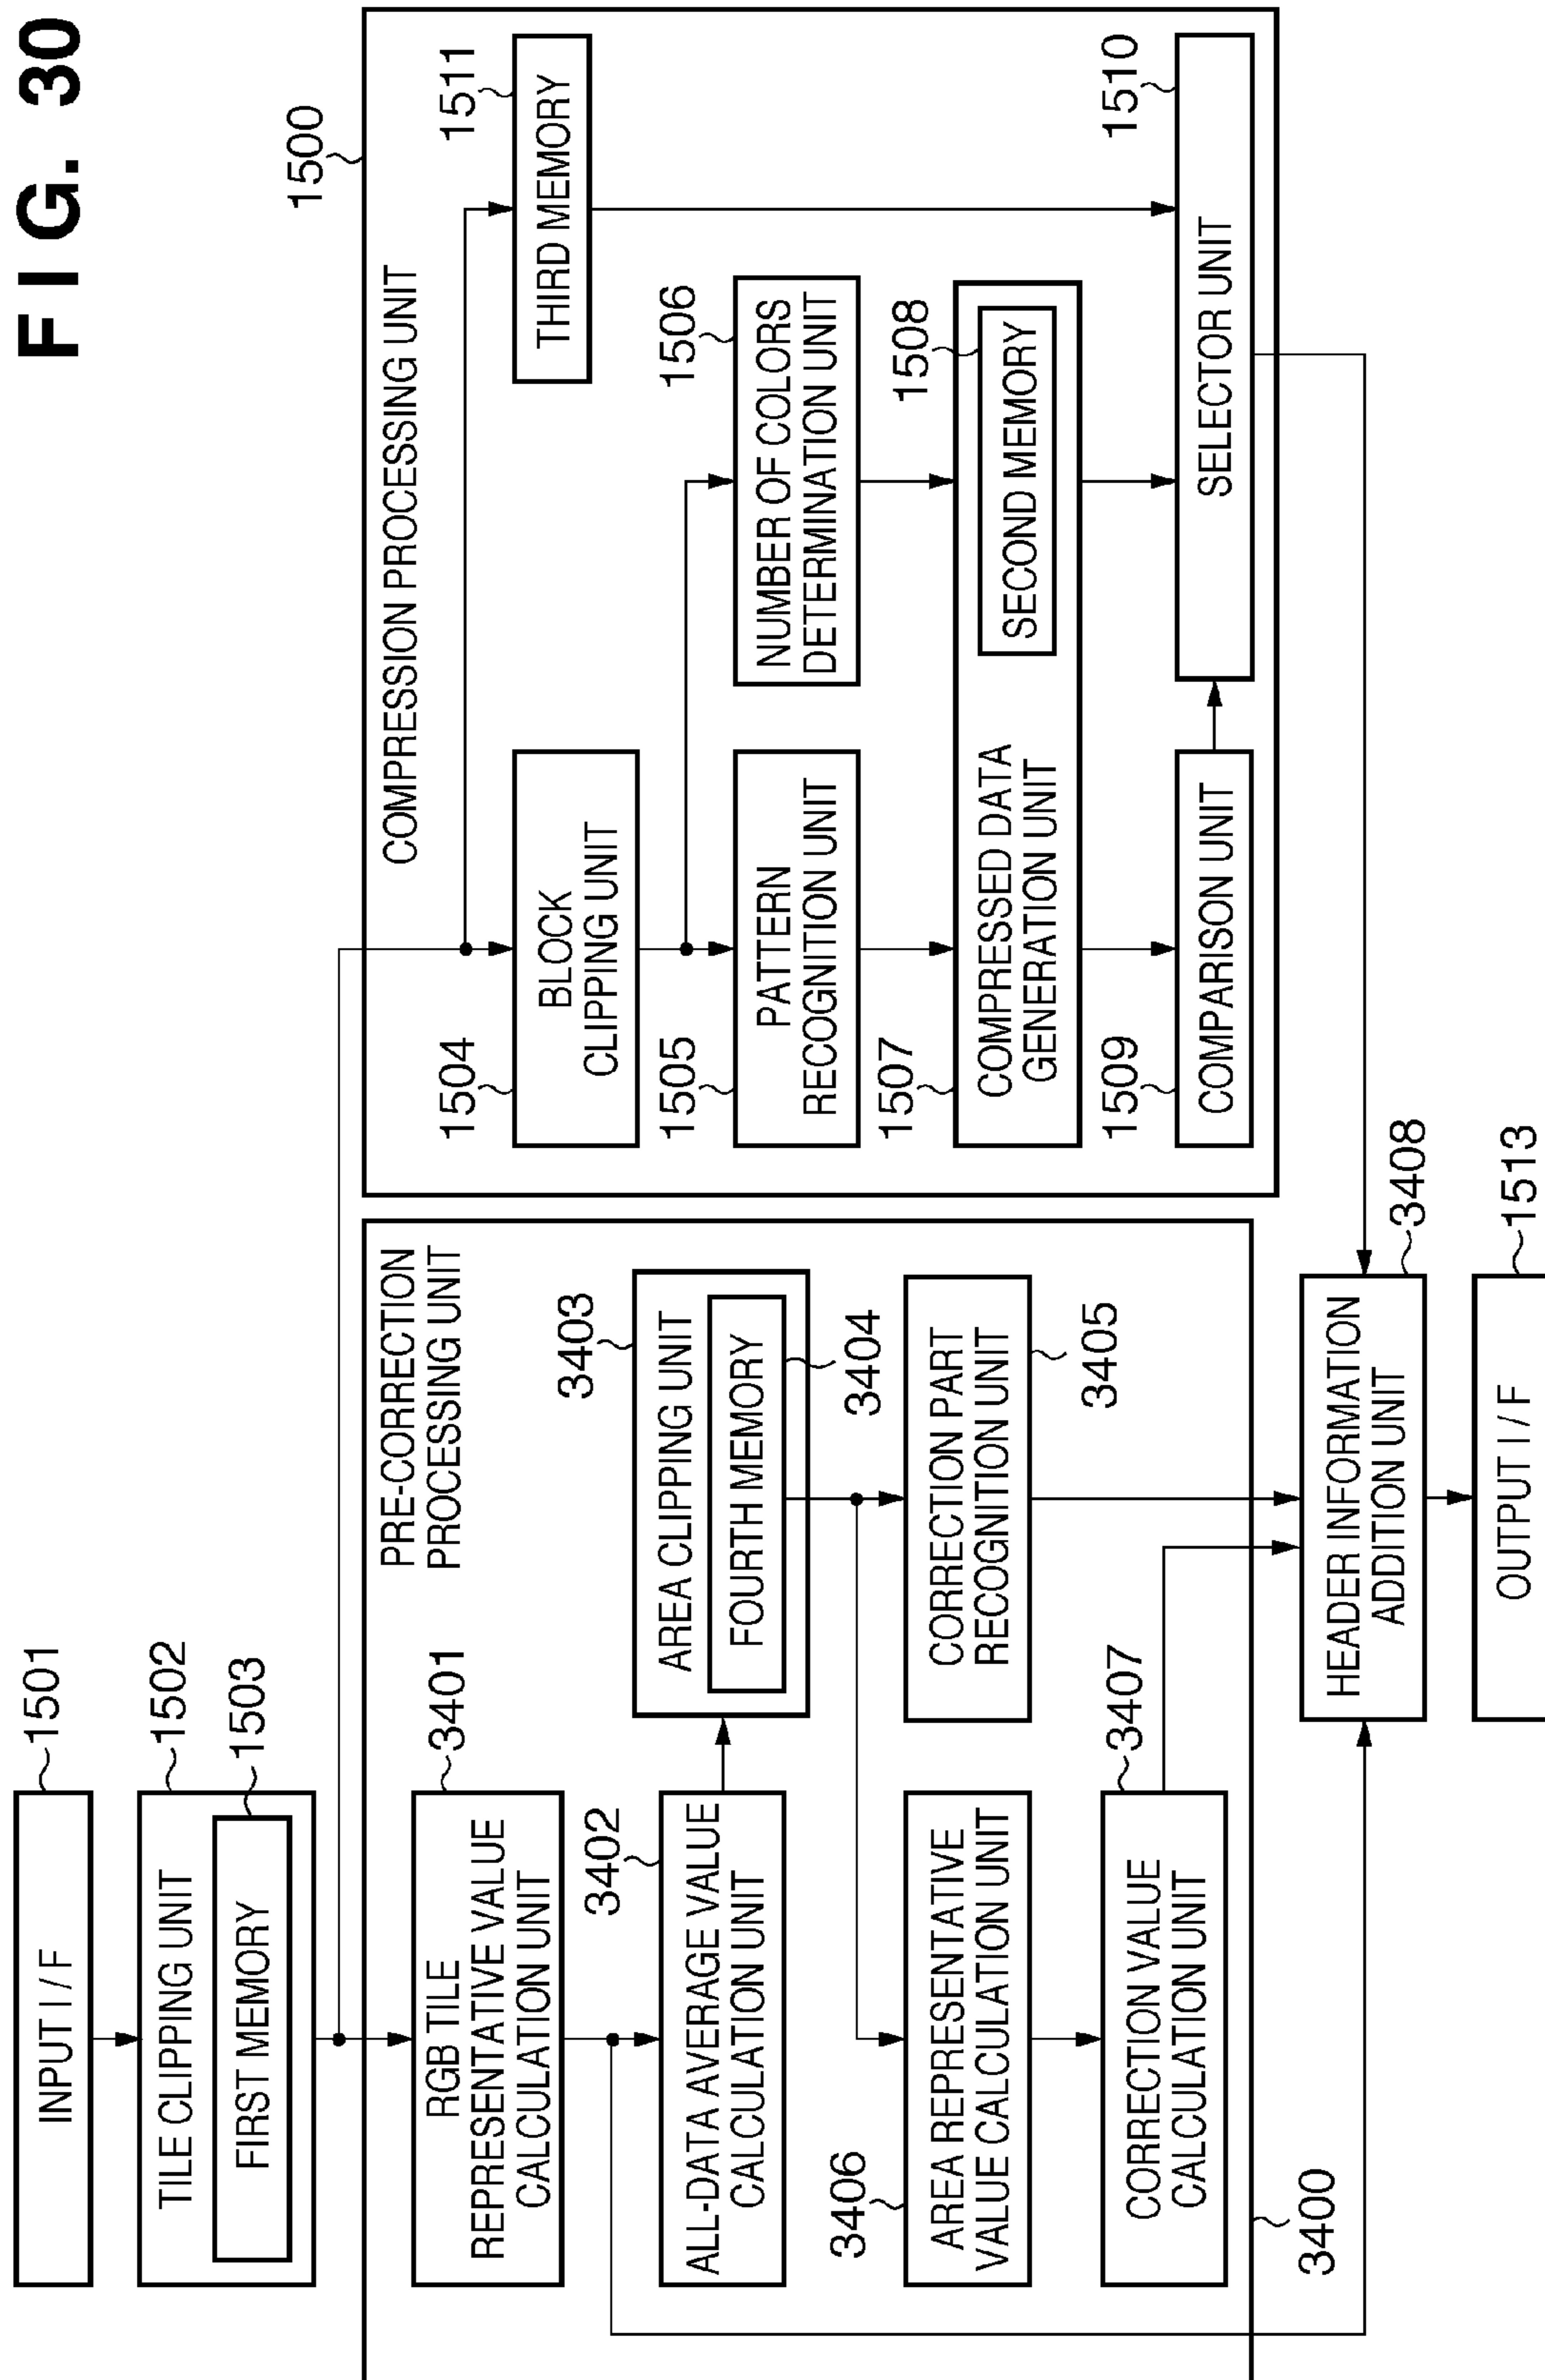 FIG. 30
INPUT I / F
1501
TILE CLIPPING UNIT
1502
FIRST MEMORY
1503
PRE-CORRECTION
PROCESSING UNIT
RGB TILE
REPRESENTATIVE VALUE
CALCULATION UNIT
3401
3402
ALL-DATA AVERAGE VALUE
CALCULATION UNIT
3403
AREA CLIPPING UNIT
FOURTH MEMORY
3404
3406
AREA REPRESENTATIVE
VALUE CALCULATION UNIT
CORRECTION PART
RECOGNITION UNIT
3405
CORRECTION VALUE
CALCULATION UNIT
3407
3400
1500
COMPRESSION PROCESSING UNIT
1504
BLOCK
CLIPPING UNIT
1511
THIRD MEMORY
1505
PATTERN
RECOGNITION UNIT
1506
NUMBER OF COLORS
DETERMINATION UNIT
1507
COMPRESSED DATA
GENERATION UNIT
1508
SECOND MEMORY
1509
COMPARISON UNIT
1510
SELECTOR UNIT
HEADER INFORMATION
ADDITION UNIT
3408
OUTPUT I / F
1513